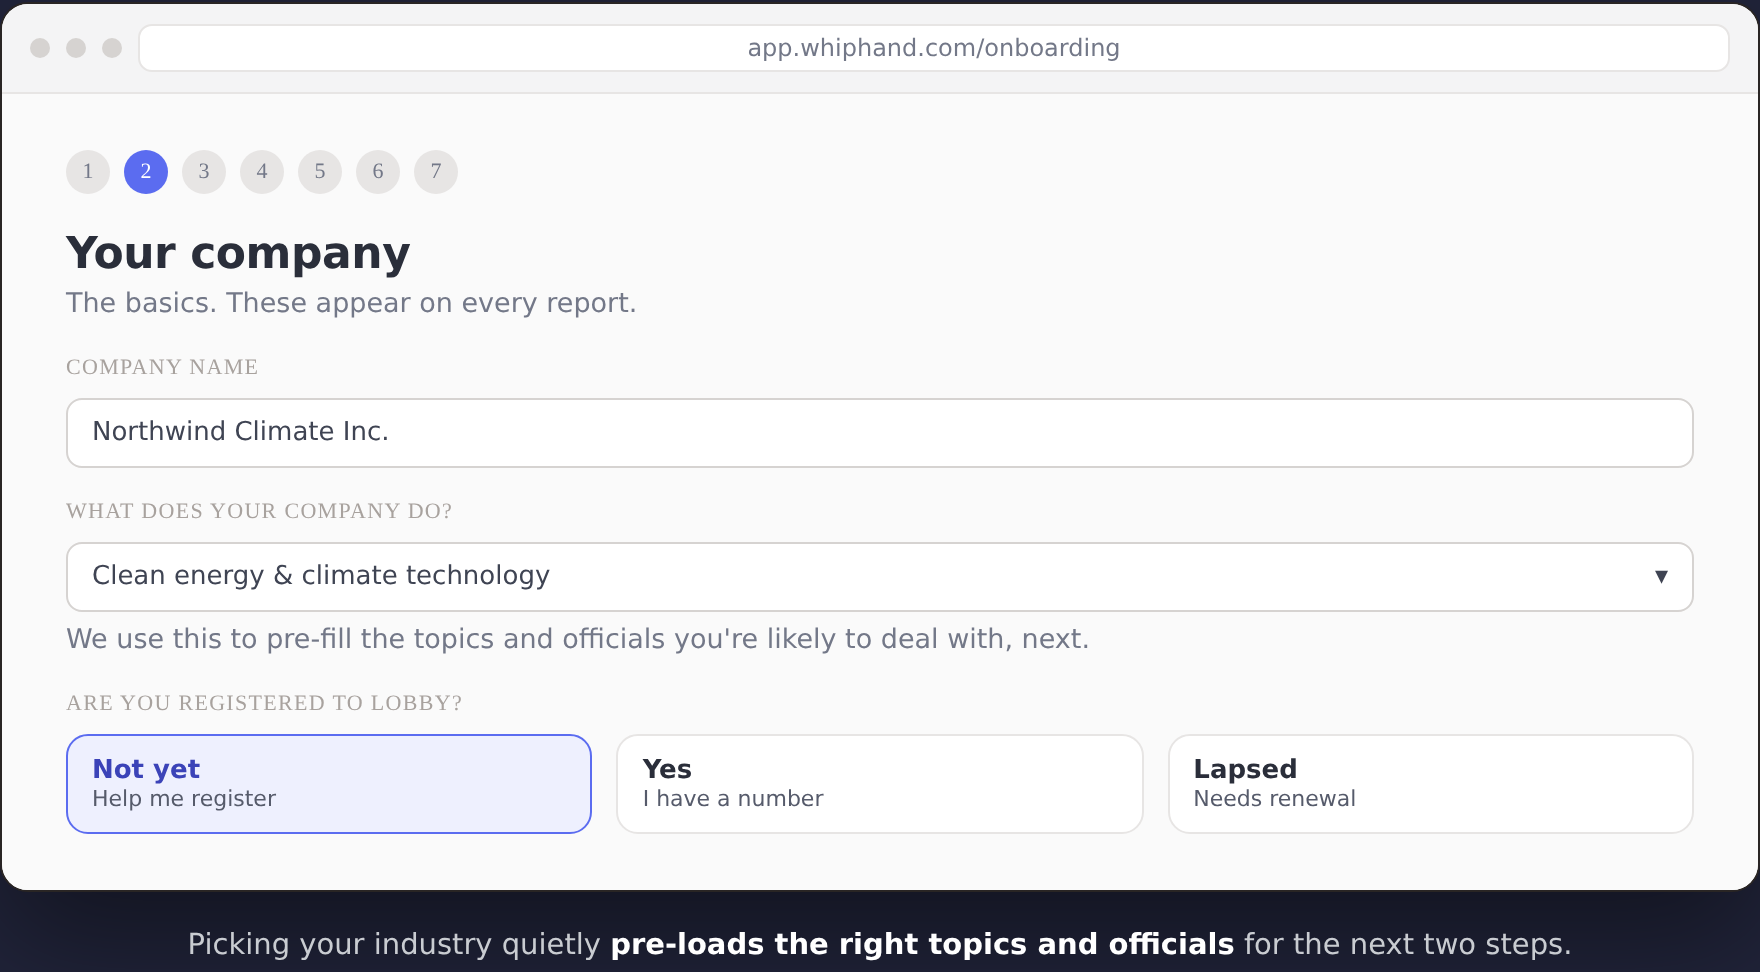 app.whiphand.com/onboarding
1 2 3 4 5 6 7
Your company
The basics. These appear on every report.
COMPANY NAME
Northwind Climate Inc.
WHAT DOES YOUR COMPANY DO?
Clean energy & climate technology ▼
We use this to pre-fill the topics and officials you're likely to deal with, next.
ARE YOU REGISTERED TO LOBBY?
Not yet
Help me register
Yes
I have a number
Lapsed
Needs renewal
Picking your industry quietly pre-loads the right topics and officials for the next two steps.